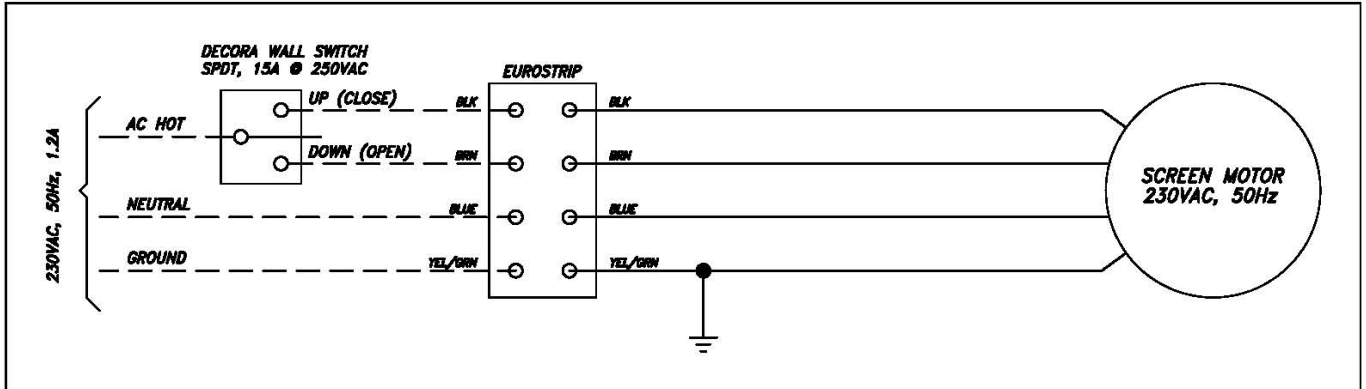 DECORA WALL SWITCH
SPDT, 15A @ 250VAC
EUROSTRIP
230VAC, 50Hz, 1.2A
AC HOT
UP (CLOSE)
DOWN (OPEN)
BLK
BLK
BRN
BRN
NEUTRAL
BLUE
BLUE
GROUND
YEL/GRN
YEL/GRN
SCREEN MOTOR
230VAC, 50Hz